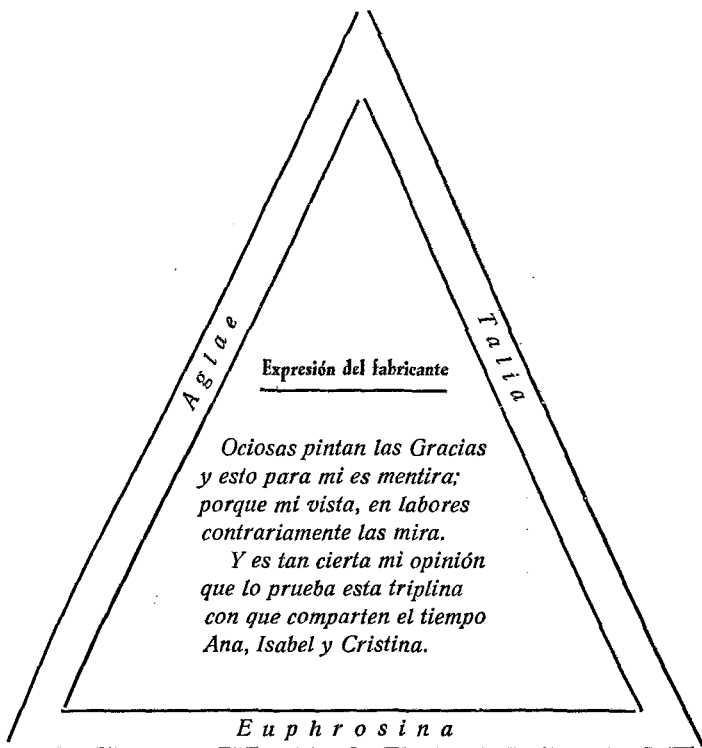 Aglae
Talia
Expresión del fabricante
Ociosas pintan las Gracias
y esto para mi es mentira;
porque mi vista, en labores
contrariamente las mira.
Y es tan cierta mi opinión
que lo prueba esta triplina
con que comparten el tiempo
Ana, Isabel y Cristina.
Euphrosina